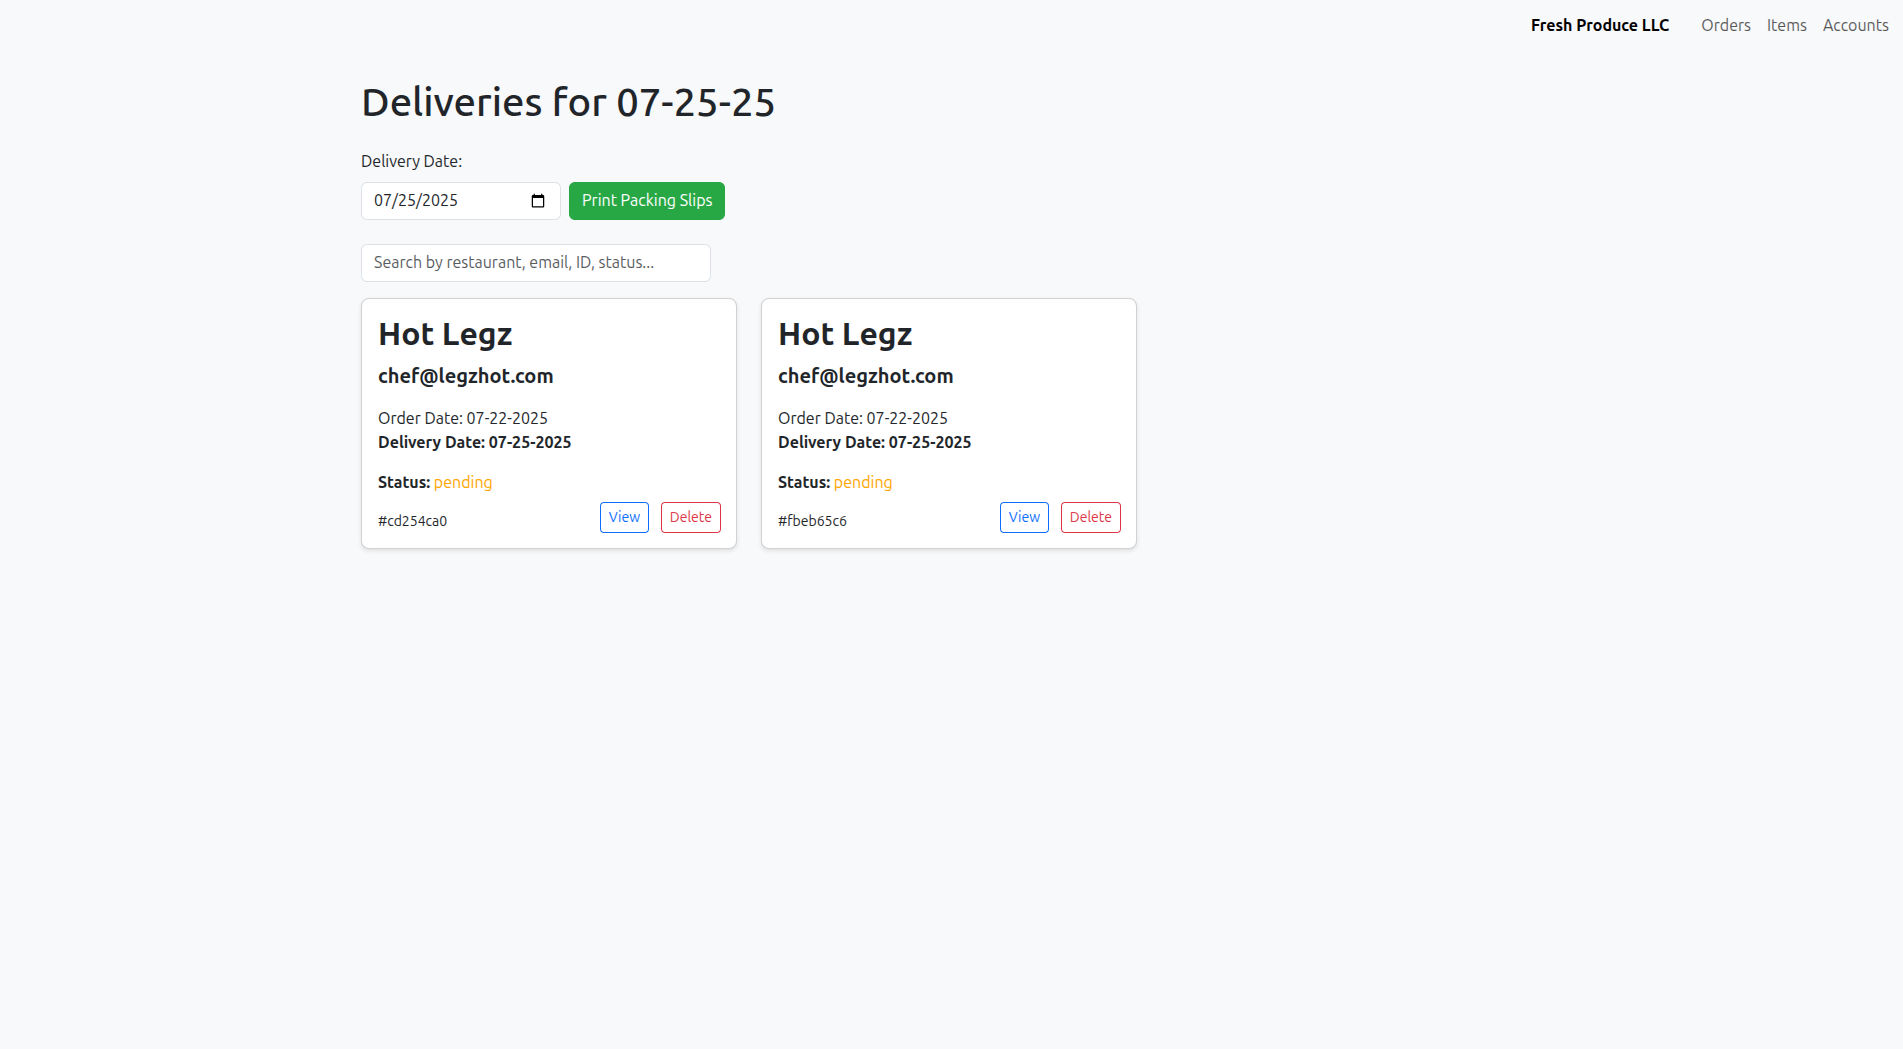 Fresh Produce LLC Orders Items Accounts
Deliveries for 07-25-25
Delivery Date:
07/25/2025 Print Packing Slips
Search by restaurant, email, ID, status...
Hot Legz
chef@legzhot.com
Order Date: 07-22-2025
Delivery Date: 07-25-2025
Status: pending
#cd254ca0 View Delete
Hot Legz
chef@legzhot.com
Order Date: 07-22-2025
Delivery Date: 07-25-2025
Status: pending
#fbeb65c6 View Delete